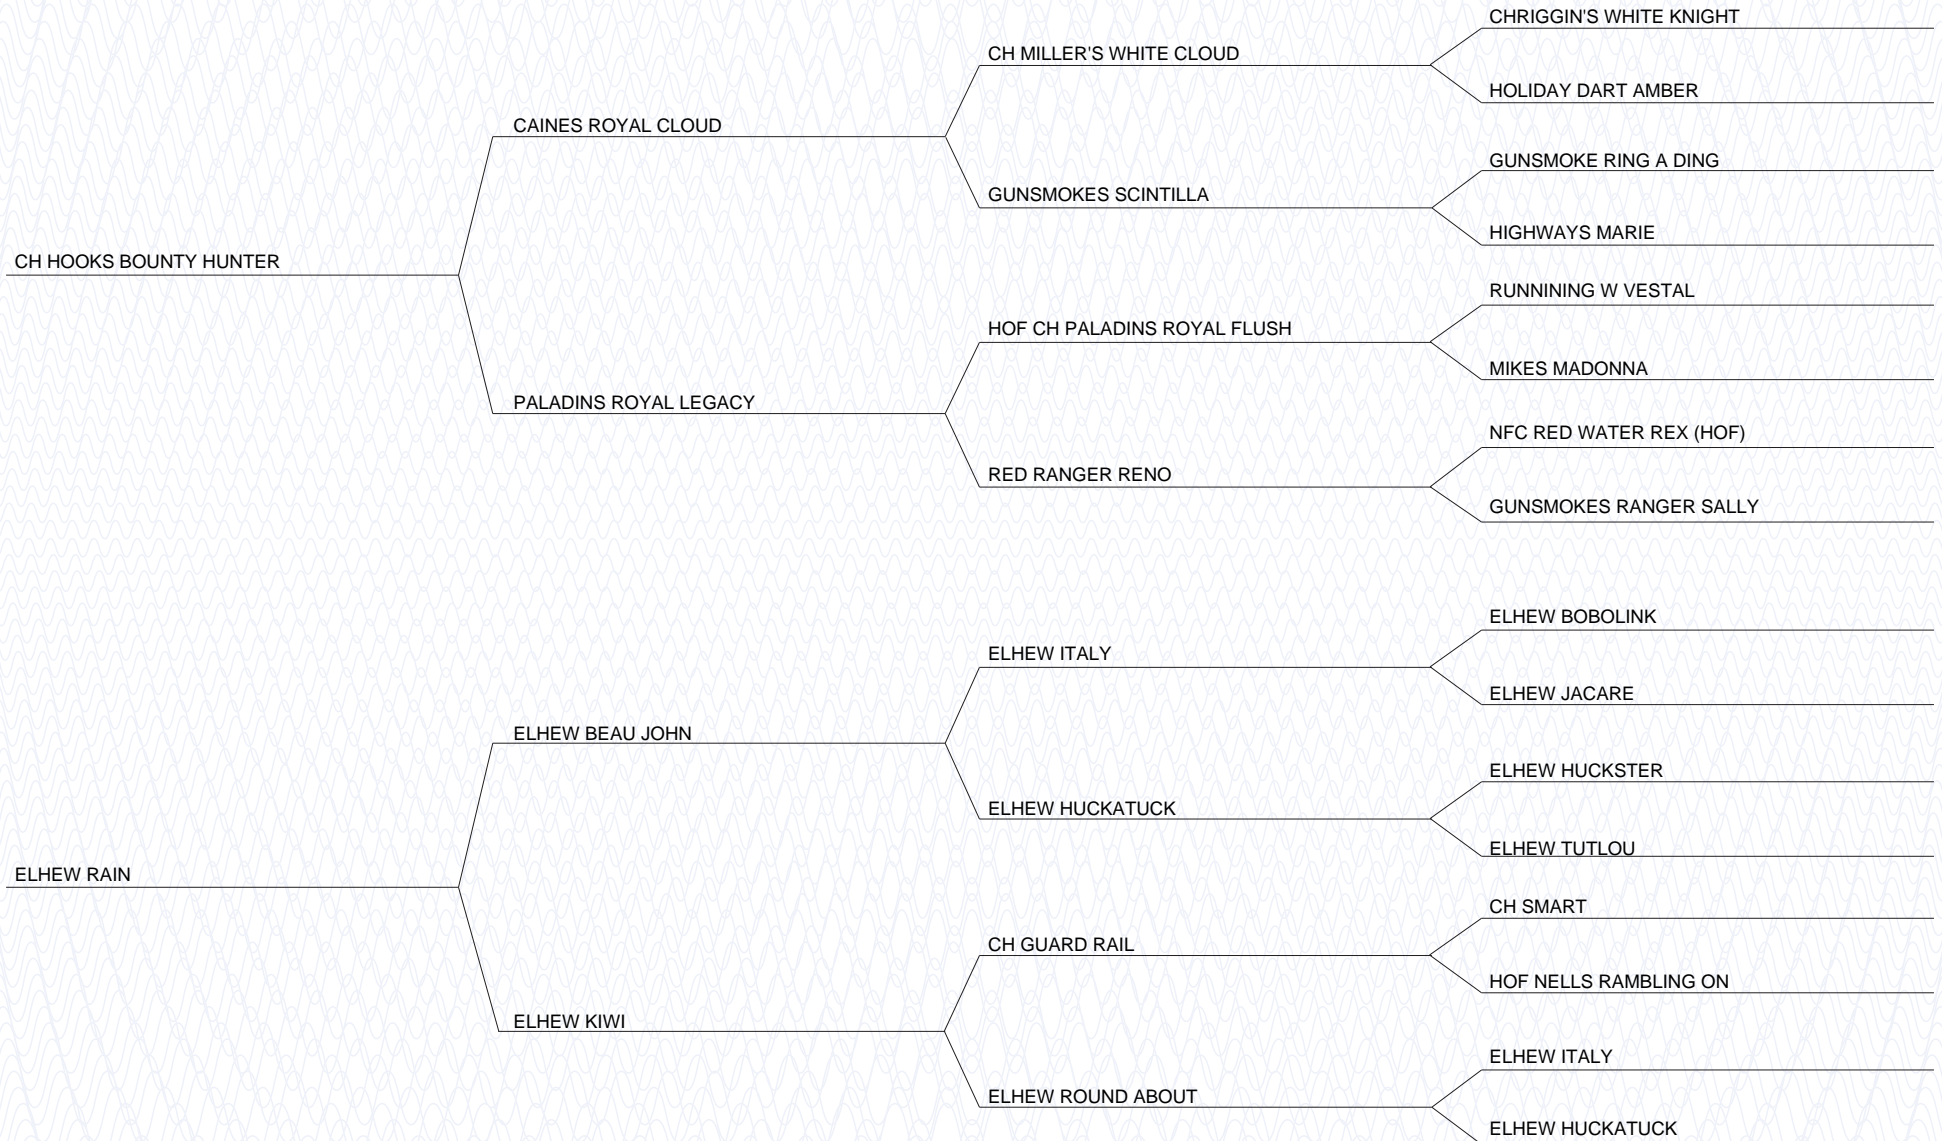 CH HOOKS BOUNTY HUNTER
CAINES ROYAL CLOUD
CH MILLER'S WHITE CLOUD
CHRIGGIN'S WHITE KNIGHT
HOLIDAY DART AMBER
GUNSMOKES SCINTILLA
GUNSMOKE RING A DING
HIGHWAYS MARIE
PALADINS ROYAL LEGACY
HOF CH PALADINS ROYAL FLUSH
RUNNINING W VESTAL
MIKES MADONNA
RED RANGER RENO
NFC RED WATER REX (HOF)
GUNSMOKES RANGER SALLY
ELHEW RAIN
ELHEW BEAU JOHN
ELHEW ITALY
ELHEW BOBOLINK
ELHEW JACARE
ELHEW HUCKATUCK
ELHEW HUCKSTER
ELHEW TUTLOU
ELHEW KIWI
CH GUARD RAIL
CH SMART
HOF NELLS RAMBLING ON
ELHEW ROUND ABOUT
ELHEW ITALY
ELHEW HUCKATUCK